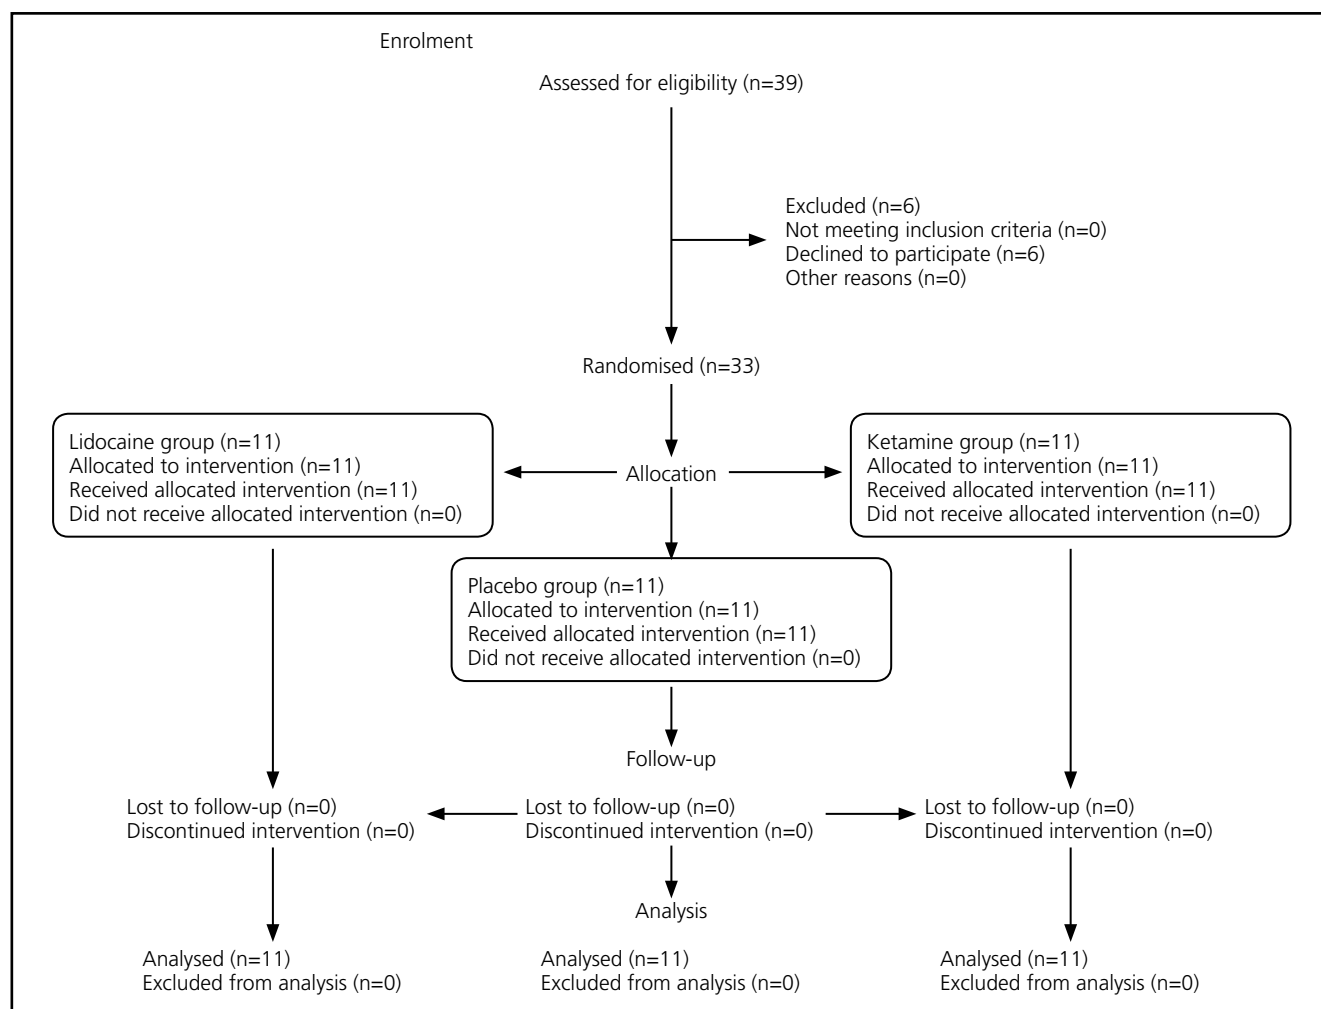 Enrolment
Assessed for eligibility (n=39)
Excluded (n=6)
Not meeting inclusion criteria (n=0)
Declined to participate (n=6)
Other reasons (n=0)
Randomised (n=33)
Lidocaine group (n=11)
Allocated to intervention (n=11)
Received allocated intervention (n=11)
Did not receive allocated intervention (n=0)
Allocation
Ketamine group (n=11)
Allocated to intervention (n=11)
Received allocated intervention (n=11)
Did not receive allocated intervention (n=0)
Placebo group (n=11)
Allocated to intervention (n=11)
Received allocated intervention (n=11)
Did not receive allocated intervention (n=0)
Follow-up
Lost to follow-up (n=0)
Discontinued intervention (n=0)
Lost to follow-up (n=0)
Discontinued intervention (n=0)
Lost to follow-up (n=0)
Discontinued intervention (n=0)
Analysis
Analysed (n=11)
Excluded from analysis (n=0)
Analysed (n=11)
Excluded from analysis (n=0)
Analysed (n=11)
Excluded from analysis (n=0)